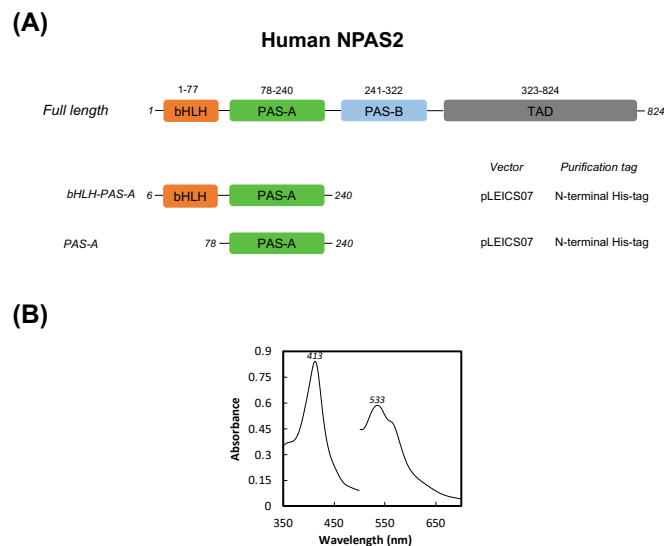 (A)
Human NPAS2
1-77 78-240 241-322 323-824
Full length 1 bHLH PAS-A PAS-B TAD 824
Vector Purification tag
bHLH-PAS-A 6 bHLH PAS-A 240 pLEICS07 N-terminal His-tag
PAS-A 78 PAS-A 240 pLEICS07 N-terminal His-tag
(B)
0.9
413
0.75
0.6
533
0.45
0.3
0.15
0
Absorbance
350 450 550 650
Wavelength (nm)